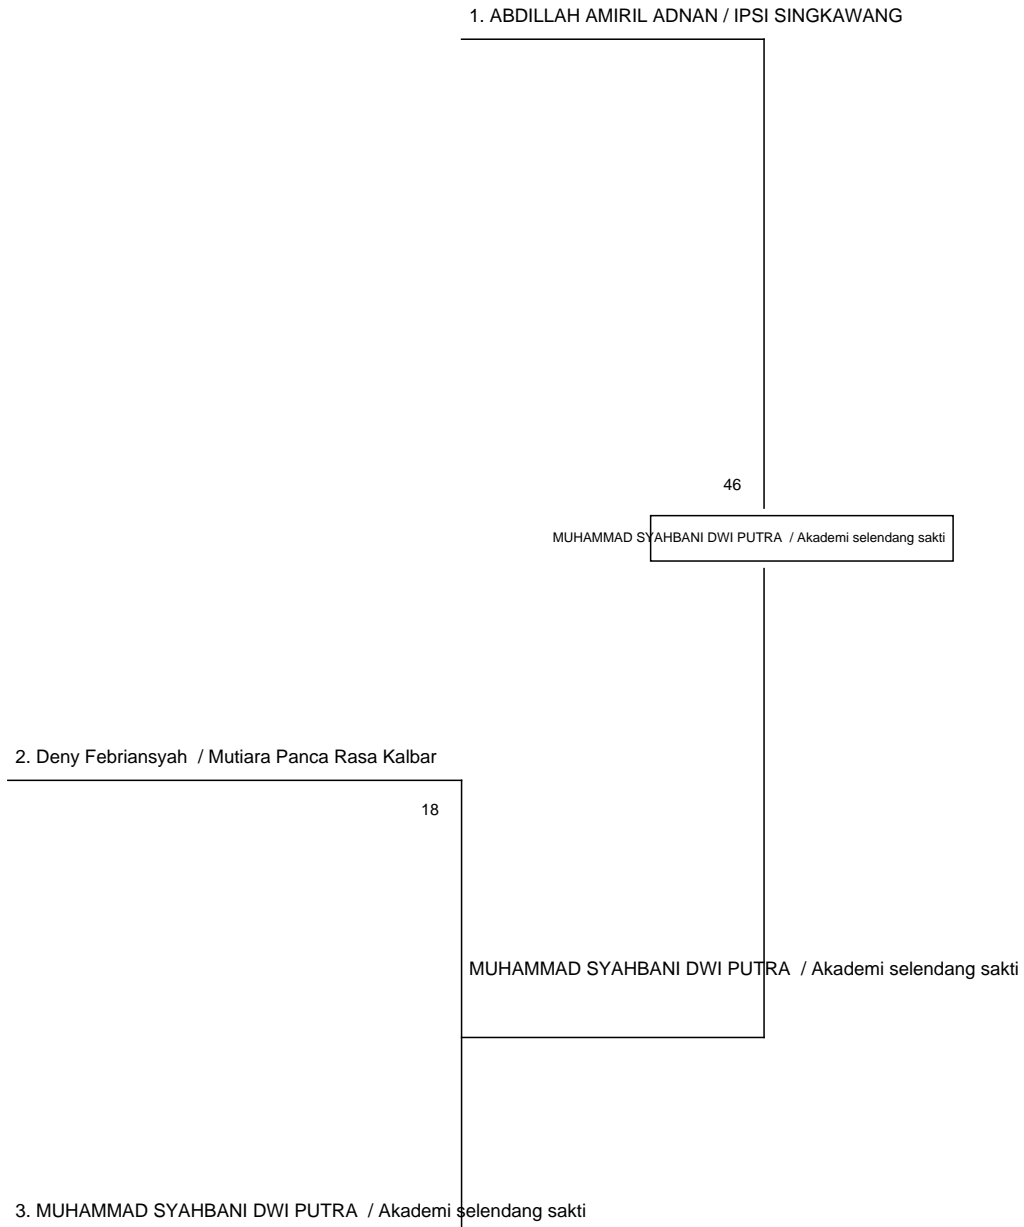 1. ABDILLAH AMIRIL ADNAN / IPSI SINGKAWANG
46
MUHAMMAD SYAHBANI DWI PUTRA / Akademi selendang sakti
2. Deny Febriansyah / Mutiara Panca Rasa Kalbar
18
MUHAMMAD SYAHBANI DWI PUTRA / Akademi selendang sakti
3. MUHAMMAD SYAHBANI DWI PUTRA / Akademi selendang sakti